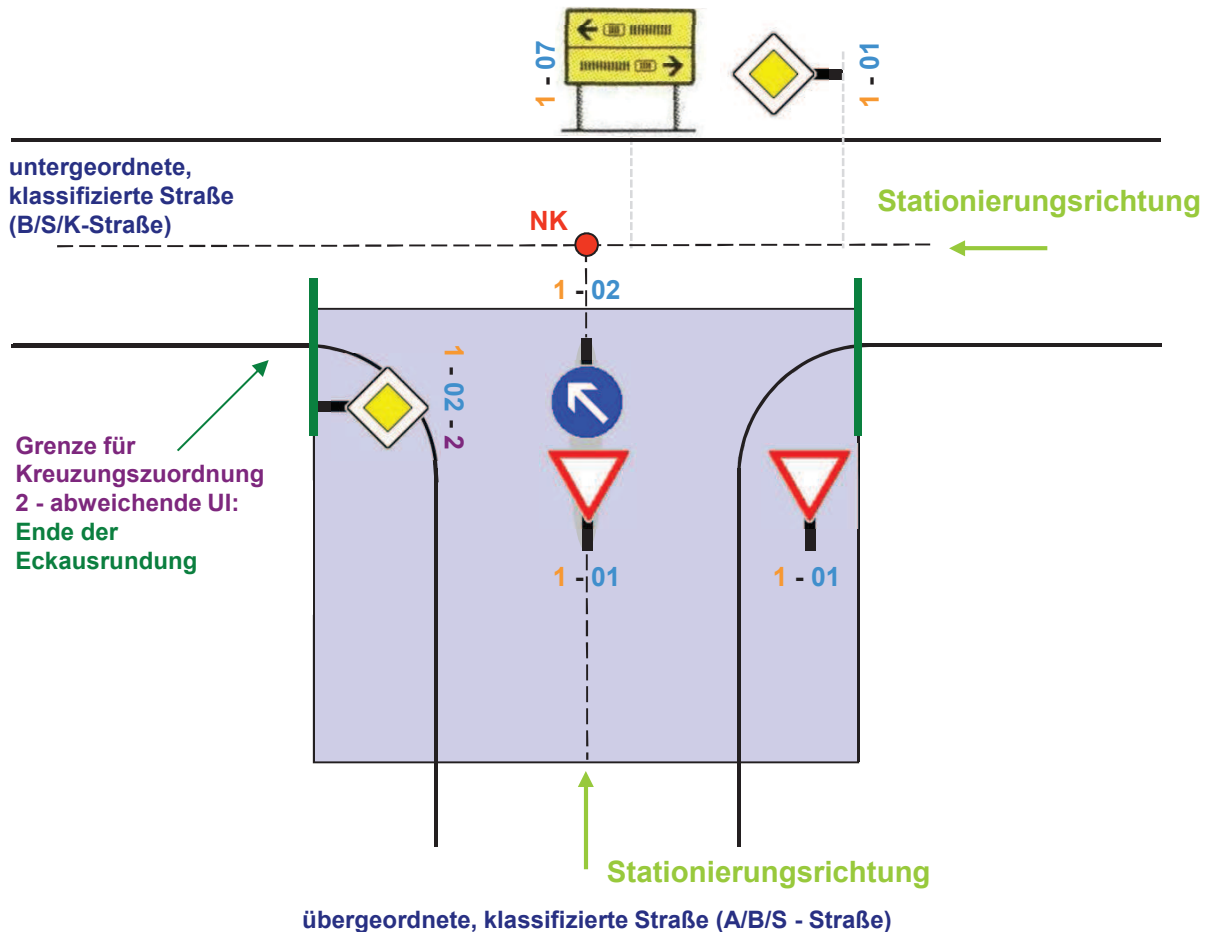 1 - 07
1 - 01
untergeordnete,
klassifizierte Straße
(B/S/K-Straße)
Stationierungsrichtung
NK
1 - 02
1 - 02 - 2
Grenze für
Kreuzungszuordnung
2 - abweichende UI:
Ende der
Eckausrundung
1 - 01
1 - 01
Stationierungsrichtung
übergeordnete, klassifizierte Straße (A/B/S - Straße)